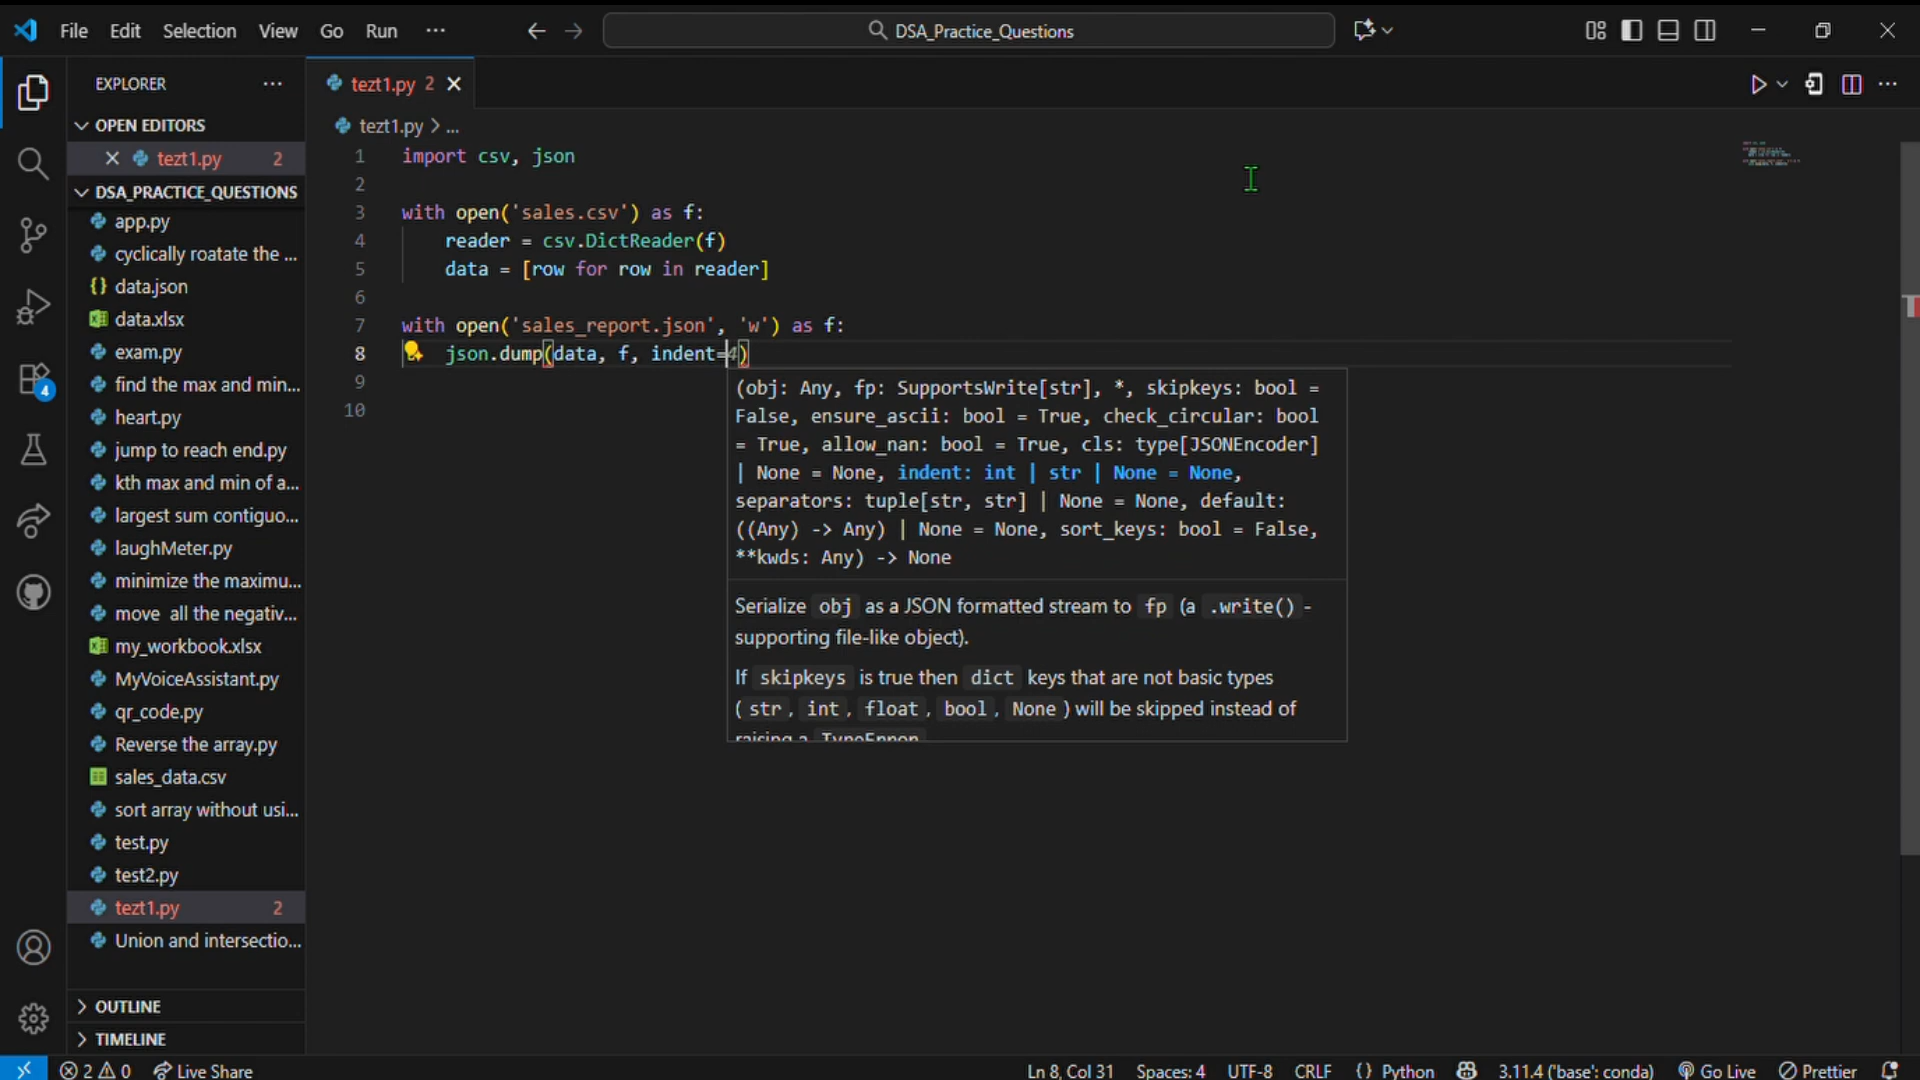 File Edit Selection View Go Run ···
DSA_Practice_Questions
EXPLORER ···
OPEN EDITORS
tezt1.py 2
DSA_PRACTICE_QUESTIONS
app.py
cyclically roatate the ...
{} data.json
data.xlsx
exam.py
find the max and min...
heart.py
jump to reach end.py
kth max and min of a...
largest sum contiguo...
laughMeter.py
minimize the maximu...
move all the negativ...
my_workbook.xlsx
MyVoiceAssistant.py
qr_code.py
Reverse the array.py
sales_data.csv
sort array without usi...
test.py
test2.py
tezt1.py 2
Union and intersectio...
OUTLINE
TIMELINE
4
tezt1.py 2
tezt1.py > ...
1 import csv, json
2
3 with open('sales.csv') as f:
4 reader = csv.DictReader(f)
5 data = [row for row in reader]
6
7 with open('sales_report.json', 'w') as f:
8 json.dump(data, f, indent=4)
9
10
(obj: Any, fp: SupportsWrite[str], *, skipkeys: bool =
False, ensure_ascii: bool = True, check_circular: bool
= True, allow_nan: bool = True, cls: type[JSONEncoder]
| None = None, indent: int | str | None = None,
separators: tuple[str, str] | None = None, default:
((Any) -> Any) | None = None, sort_keys: bool = False,
**kwds: Any) -> None
Serialize obj as a JSON formatted stream to fp (a .write() -
supporting file-like object).
If skipkeys is true then dict keys that are not basic types
( str , int , float , bool , None ) will be skipped instead of
raising a TypeError
2 0 Live Share
Ln 8, Col 31 Spaces: 4 UTF-8 CRLF {} Python 3.11.4 ('base': conda) Go Live Prettier